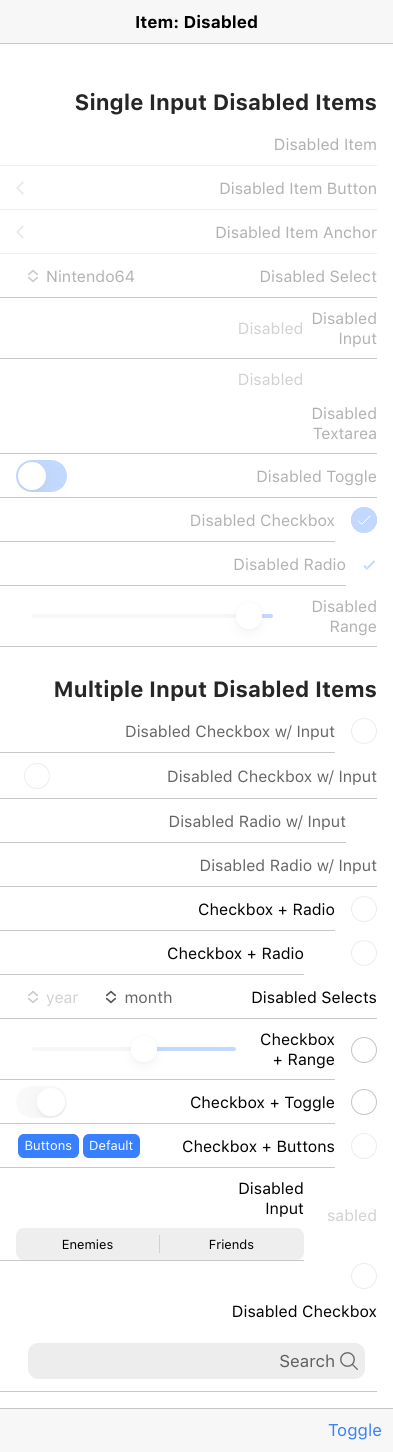 Item: Disabled
Single Input Disabled Items
Disabled Item
Disabled Item Button
Disabled Item Anchor
Disabled Select Nintendo64
Disabled
Input
Disabled
Disabled
Disabled
Textarea
Disabled Toggle
Disabled Checkbox
Disabled Radio
Disabled
Range
Multiple Input Disabled Items
Disabled Checkbox w/ Input
Disabled Checkbox w/ Input
Disabled Radio w/ Input
Disabled Radio w/ Input
Checkbox + Radio
Checkbox + Radio
Disabled Selects month year
Checkbox
+ Range
Checkbox + Toggle
Checkbox + Buttons
Buttons Default
Disabled
Input
sabled
Enemies Friends
Disabled Checkbox
Search
Toggle